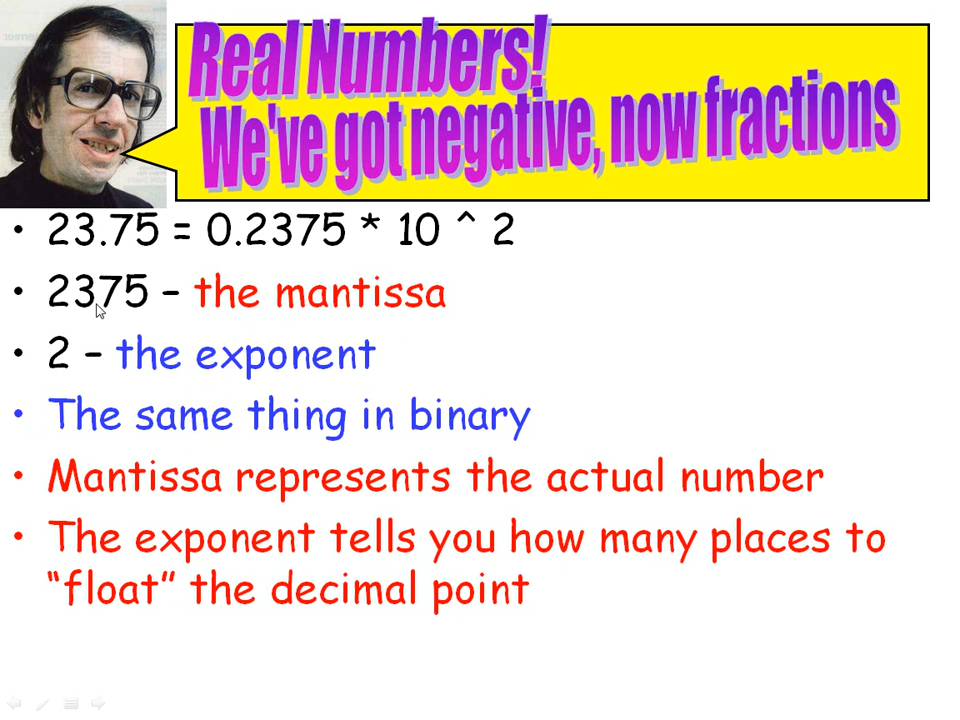 Real Numbers!
We've got negative, now fractions
• 23.75 = 0.2375 * 10 ^ 2
• 2375 – the mantissa
• 2 – the exponent
• The same thing in binary
• Mantissa represents the actual number
• The exponent tells you how many places to
“float” the decimal point